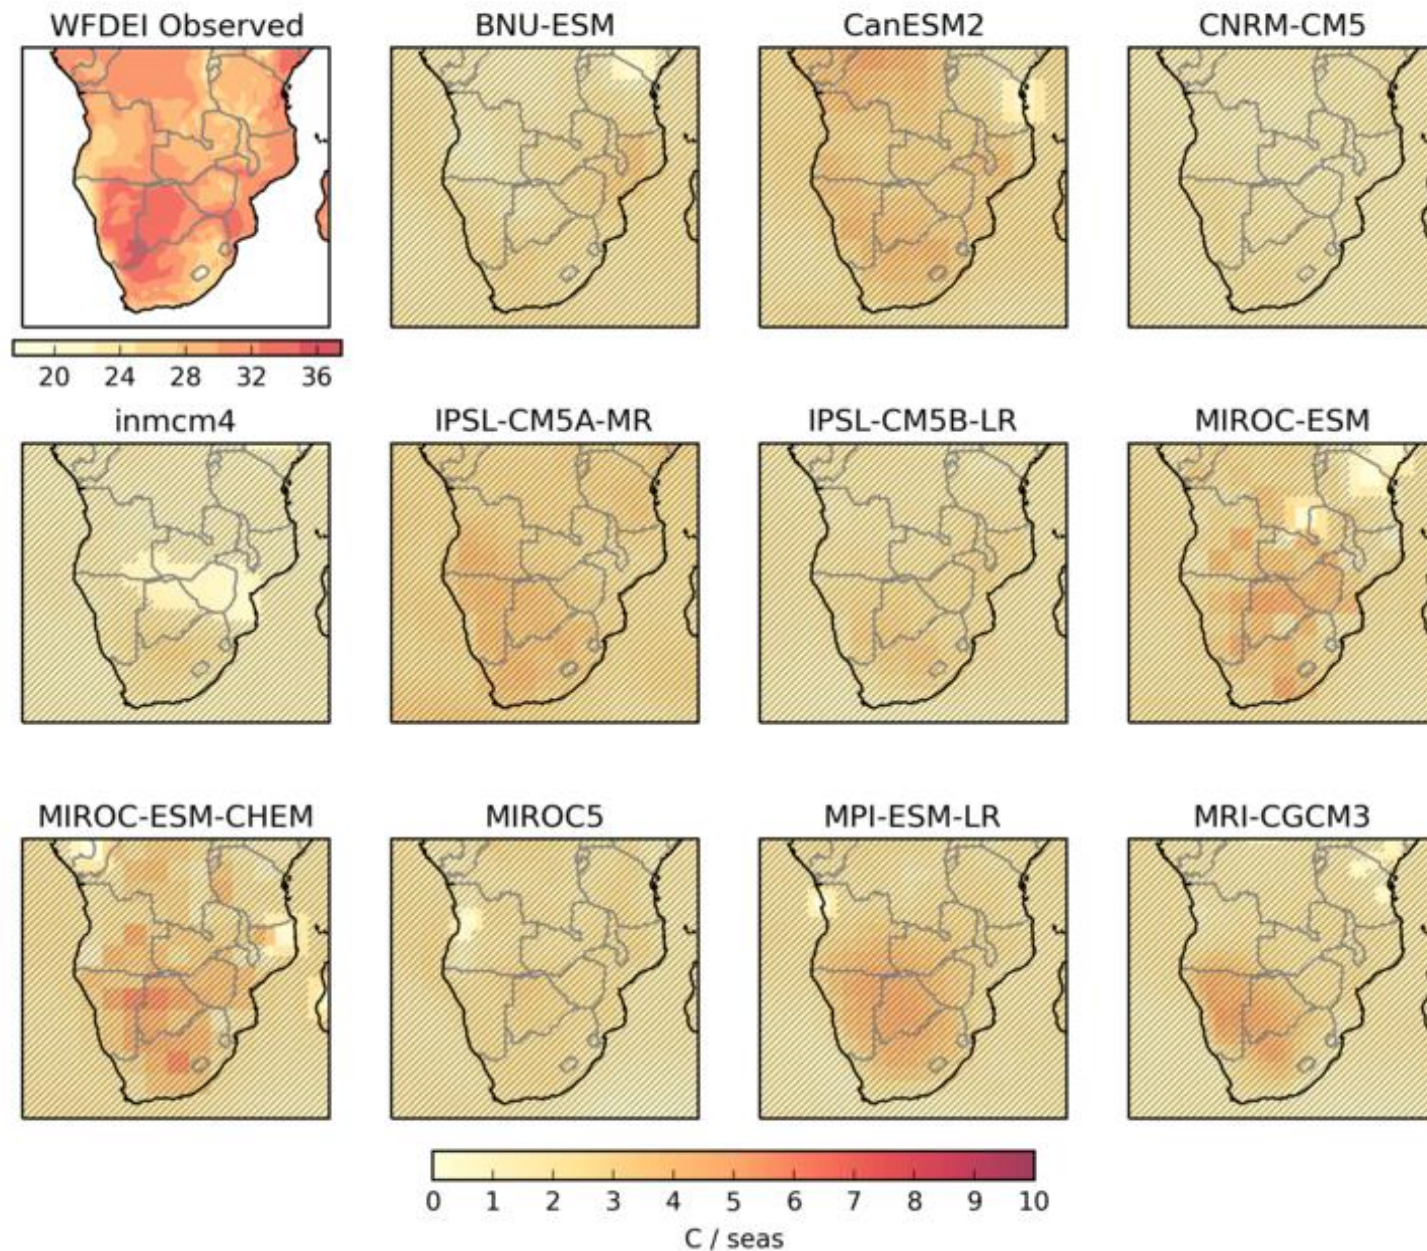 WFDEI Observed
BNU-ESM
CanESM2
CNRM-CM5
20 24 28 32 36
inmcm4
IPSL-CM5A-MR
IPSL-CM5B-LR
MIROC-ESM
MIROC-ESM-CHEM
MIROC5
MPI-ESM-LR
MRI-CGCM3
0 1 2 3 4 5 6 7 8 9 10
C / seas